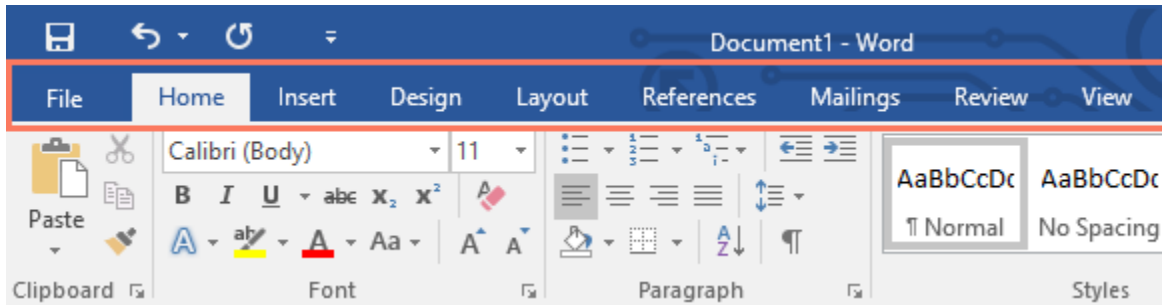 Document1 - Word
File Home Insert Design Layout References Mailings Review View
Calibri (Body) 11
B I U abc X₂ X² AaBbCcDc AaBbCcDc
Paste ¶ Normal No Spacing
A aby A Aa A A A Z ¶
Clipboard Font Paragraph Styles